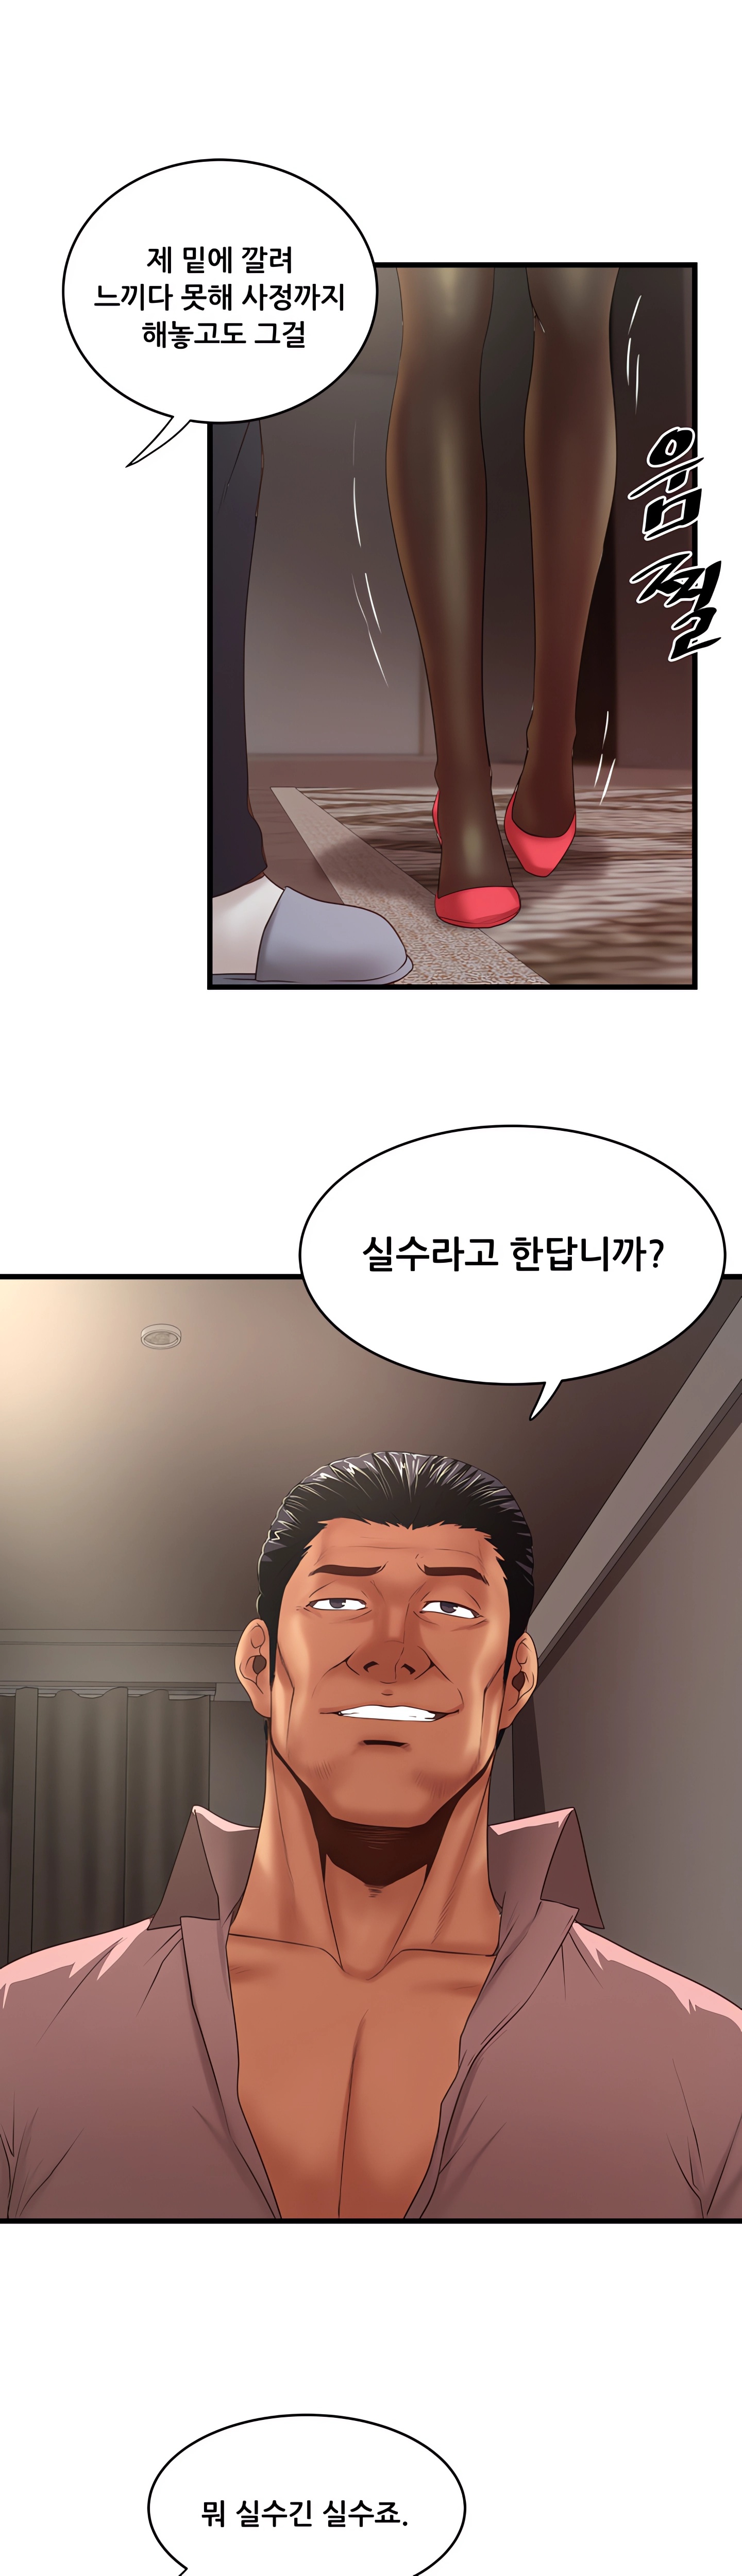 제 밑에 깔려
느끼다 못해 사정까지
해놓고도 그걸
움찔
실수라고 한답니까?
뭐 실수긴 실수죠.